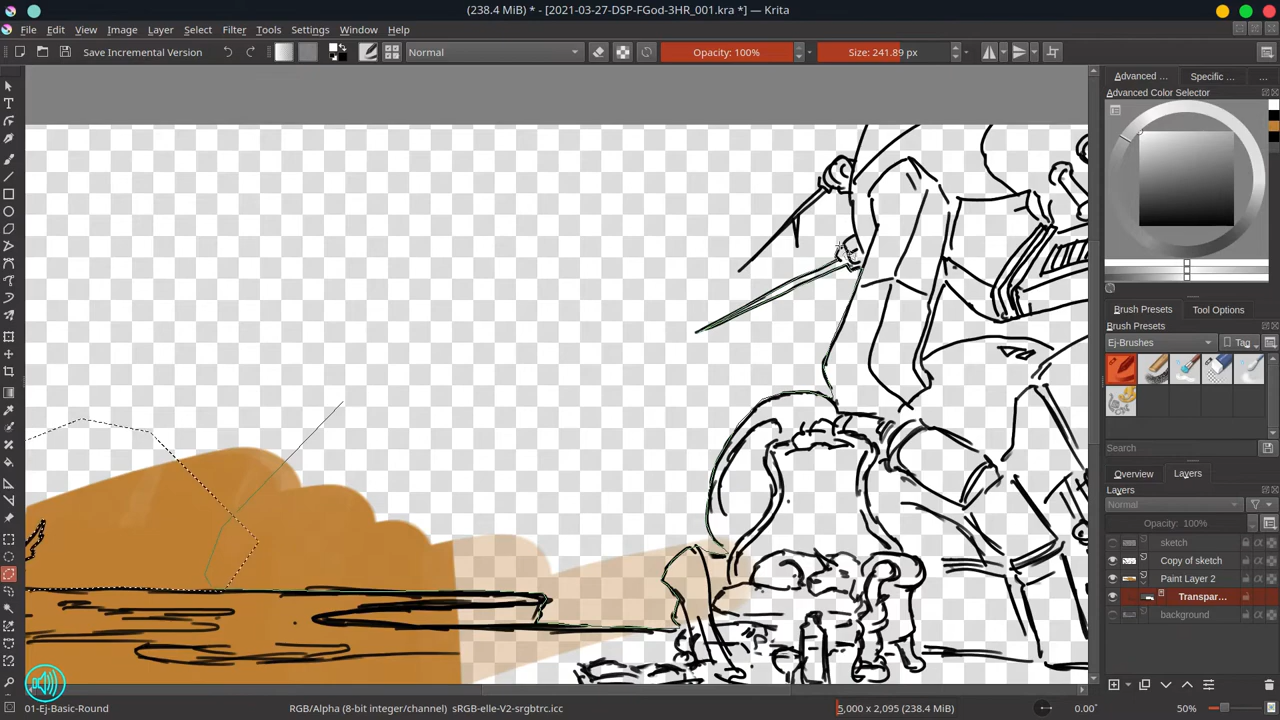 (238.4 MiB) * - [2021-03-27-DSP-FGod-3HR_001.kra *] — Krita
File Edit View Image Layer Select Filter Tools Settings Window Help
Save Incremental Version Normal Opacity: 100% Size: 241.89 px
Advanced ... Specific ... ...
Advanced Color Selector
Brush Presets Tool Options
Brush Presets
Ej-Brushes Tag
Search
Overview Layers
Layers
Normal
Opacity: 100%
sketch
Copy of sketch
Paint Layer 2
Transpar...
background
01-Ej-Basic-Round RGB/Alpha (8-bit integer/channel) sRGB-elle-V2-srgbtrc.icc 5,000 x 2,095 (238.4 MiB) 0.00° 50%